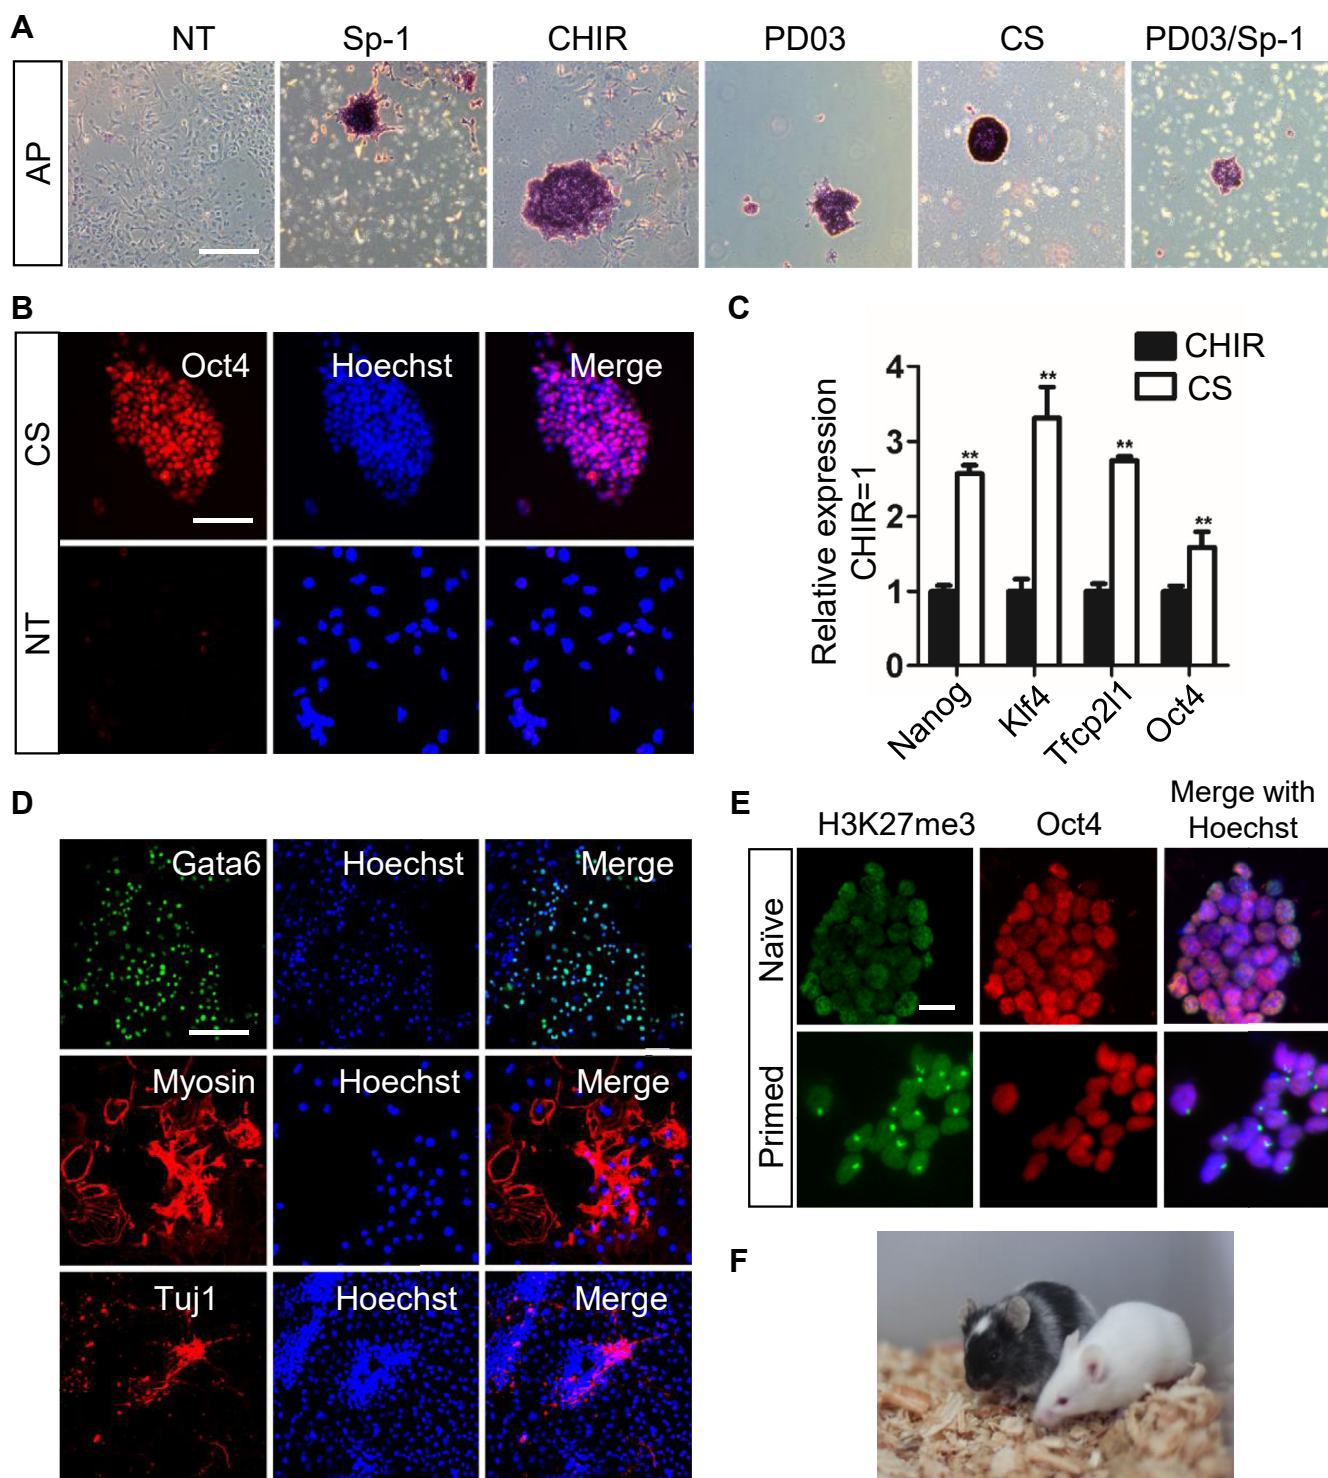 A
NT
Sp-1
CHIR
PD03
CS
PD03/Sp-1
AP
B
CS
Oct4
Hoechst
Merge
NT
C
CHIR
CS
Relative expression
CHIR=1
4
3
2
1
0
**
**
**
**
Nanog
Klf4
Tfcp2l1
Oct4
D
Gata6
Hoechst
Merge
Myosin
Hoechst
Merge
Tuj1
Hoechst
Merge
E
H3K27me3
Oct4
Merge with
Hoechst
Naïve
Primed
F